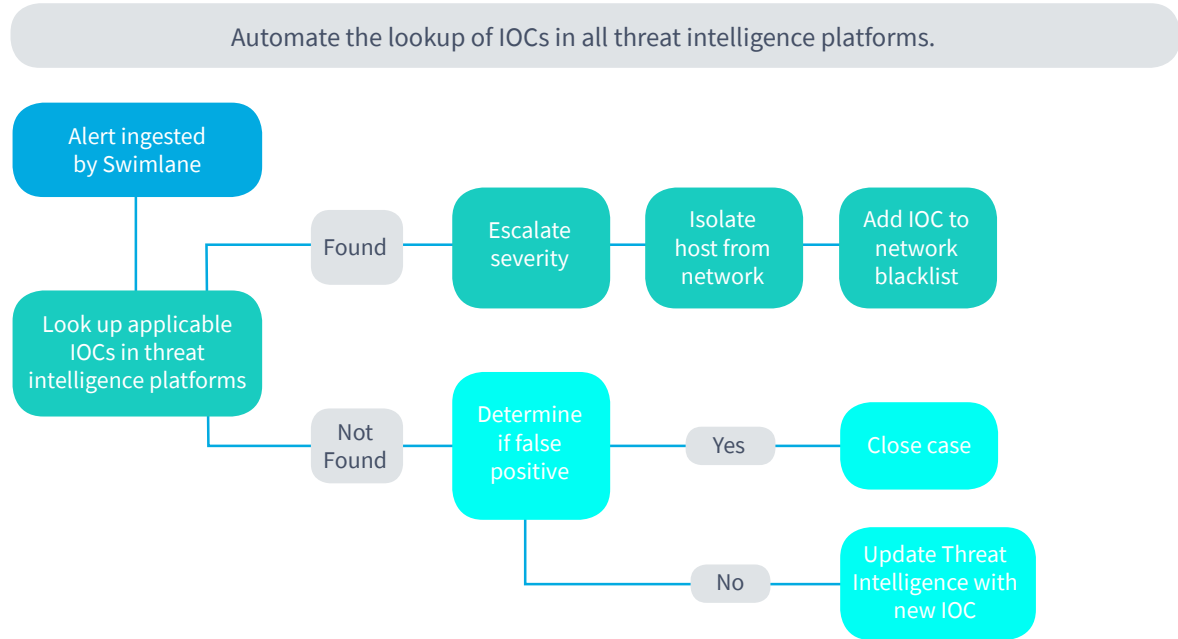 Automate the lookup of IOCs in all threat intelligence platforms.
Alert ingested
by Swimlane
Look up applicable
IOCs in threat
intelligence platforms
Found
Escalate
severity
Isolate
host from
network
Add IOC to
network
blacklist
Not
Found
Determine
if false
positive
Yes
Close case
No
Update Threat
Intelligence with
new IOC